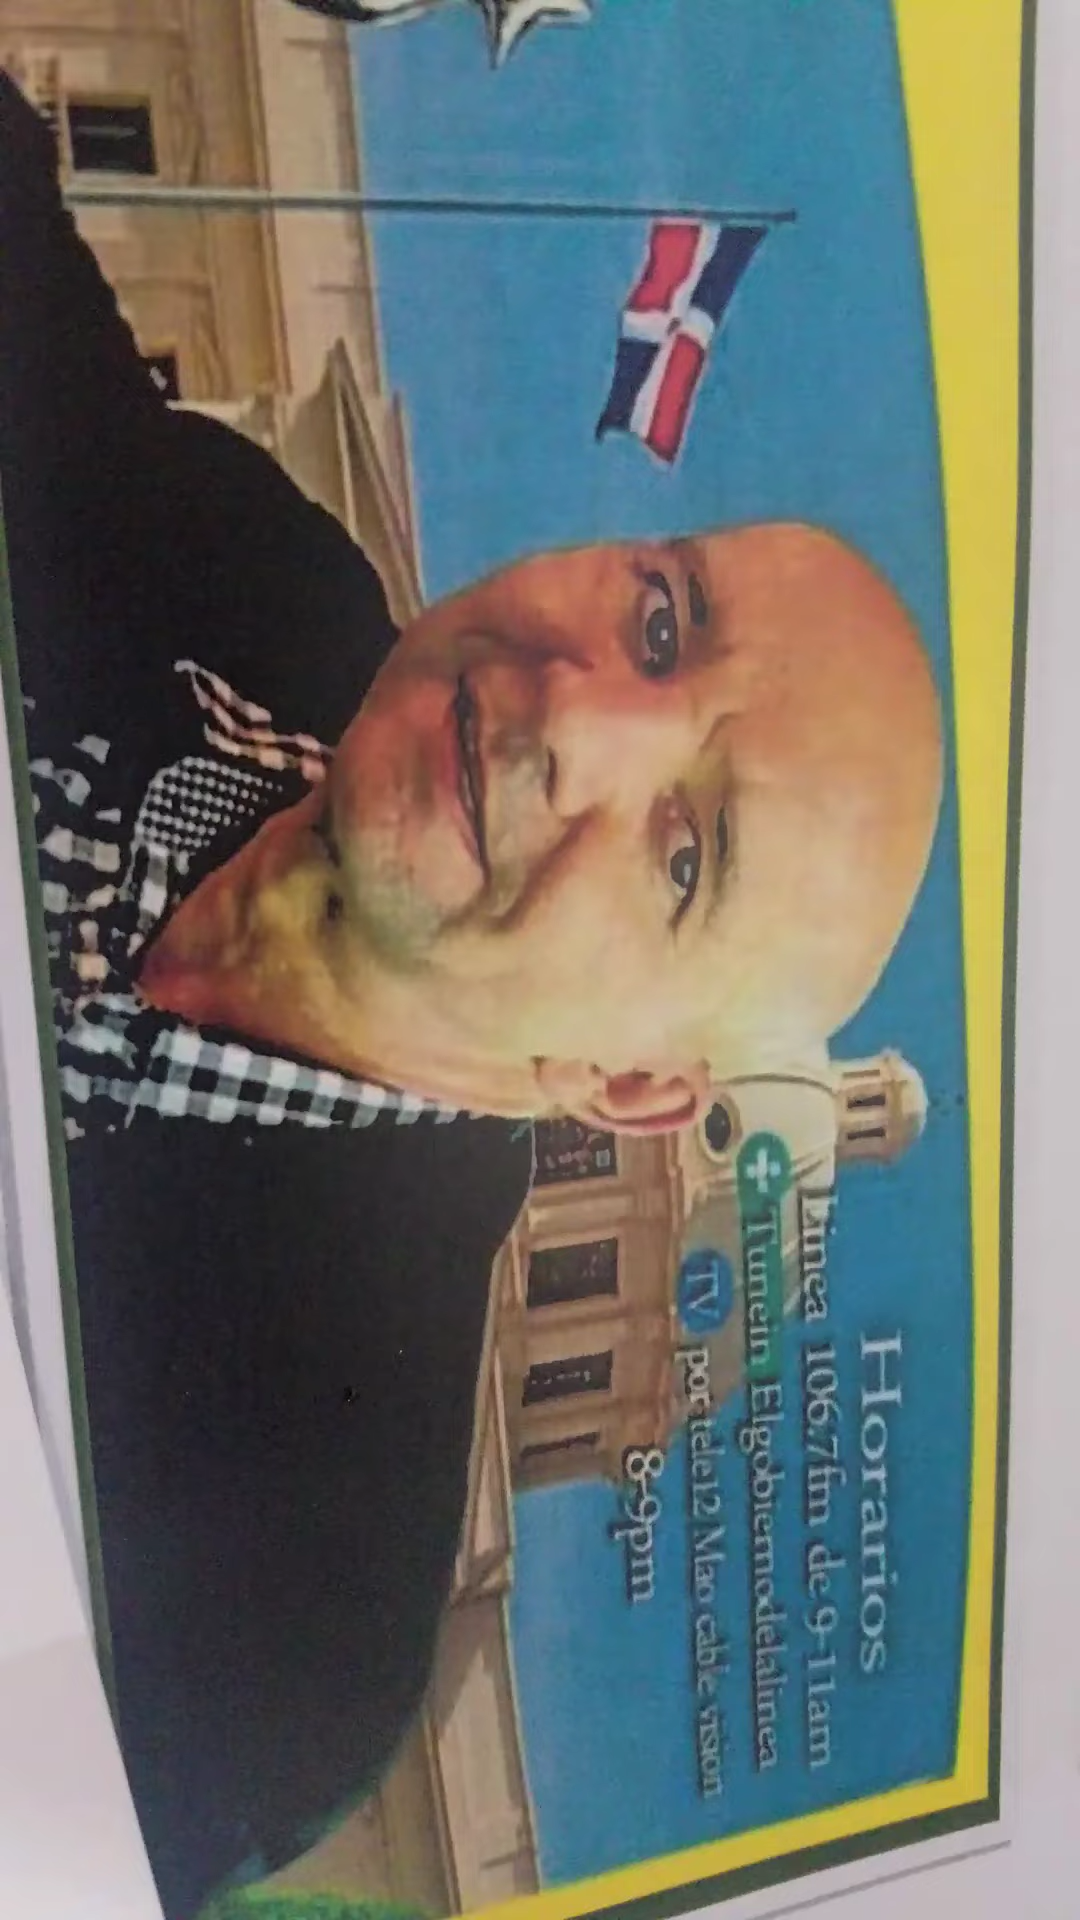 Horarios
Linea 106.7fm de 9-11am
+ Tunein Elgobiernodelalinea
TV por tele12 Mao cable vision
8-9pm